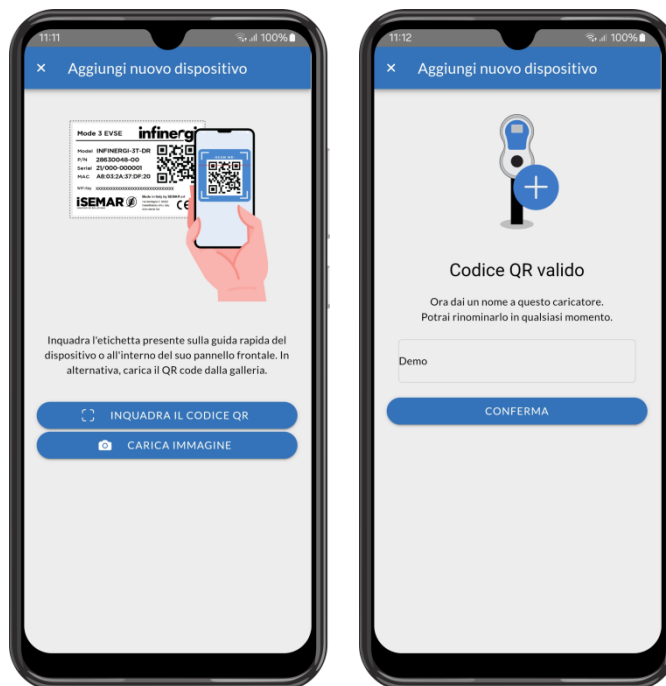 11:11
100%
× Aggiungi nuovo dispositivo
Mode 3 EVSE infinergi
Model INFINERGI-3T-DR
P/N 28630048-00
Serial 21/000-000001
MAC A8:03:2A:37:DF:20
SCAN ME
iSEMAR
CE
Inquadra l'etichetta presente sulla guida rapida del
dispositivo o all'interno del suo pannello frontale. In
alternativa, carica il QR code dalla galleria.
INQUADRA IL CODICE QR
CARICA IMMAGINE
11:12
100%
× Aggiungi nuovo dispositivo
Codice QR valido
Ora dai un nome a questo caricatore.
Potrai rinominarlo in qualsiasi momento.
Demo
CONFERMA